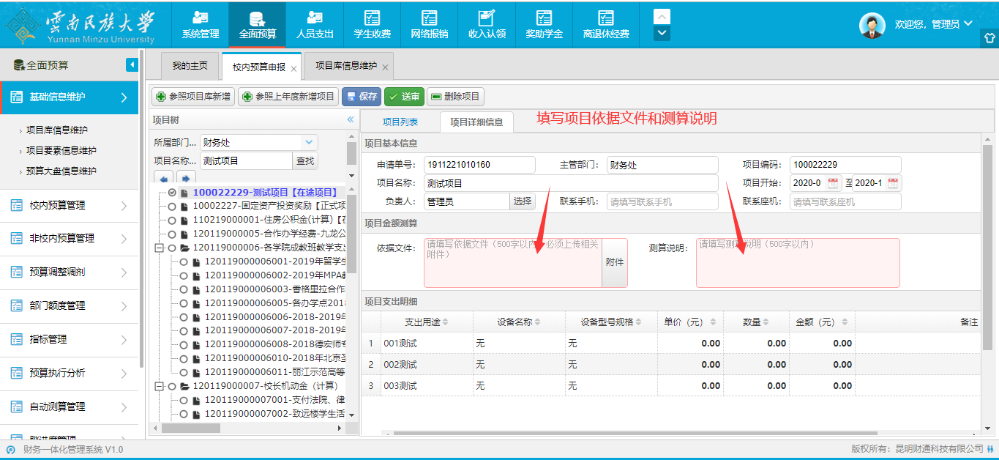 雲南民族大學
Yunnan Minzu University
系统管理 全面预算 人员支出 学生收费 网络报销 收入认领 奖助学金 离退休经费
欢迎您, 管理员
全面预算
我的主页 校内预算申报 项目库信息维护
基础信息维护
项目库信息维护
项目要素信息维护
预算大盘信息维护
校内预算管理
非校内预算管理
预算调整调剂
部门额度管理
指标管理
预算执行分析
自动测算管理
参照项目库新增 参照上年度新增项目 保存 送审 删除项目
项目树
所属部门... 财务处
项目名称... 测试项目 查找
100022229-测试项目【在途项目】
10002227-固定资产投资奖励【正式项
110219000001-住房公积金(计算)【在
120119000005-合作办学经费-九龙公
120119000006-各学院成教班教学支出
120119000006001-2019年留学生
120119000006002-2019年MPA教
120119000006003-香格里拉合作
120119000006005-各办学点2018
120119000006006-2018-2019年
120119000006007-2018-2019年
120119000006008-2018德宏师专
120119000006010-2018年北京圣
120119000006011-丽江示范高等
120119000007-校长机动金（计算）
120119000007001-支付法院、律
120119000007002-致远楼学生活
项目列表 项目详细信息
填写项目依据文件和测算说明
项目基本信息
申请单号: 1911221010160 主管部门: 财务处 项目编码: 100022229
项目名称: 测试项目 项目开始: 2020-0 至 2020-1
负责人: 管理员 选择 联系手机: 请填写联系手机 联系座机: 请填写联系座机
项目金额测算
依据文件: 请填写依据文件（500字以内，必须上传相关
附件）
附件
测算说明: 请填写测算说明（500字以内）
项目支出明细
支出用途 设备名称 设备型号规格 单价（元） 数量 金额（元） 备注
1 001测试 无 无 0.00 0.00 0.00
2 002测试 无 无 0.00 0.00 0.00
3 003测试 无 无 0.00 0.00 0.00
财务一体化管理系统 V1.0
版权所有: 昆明财通科技有限公司